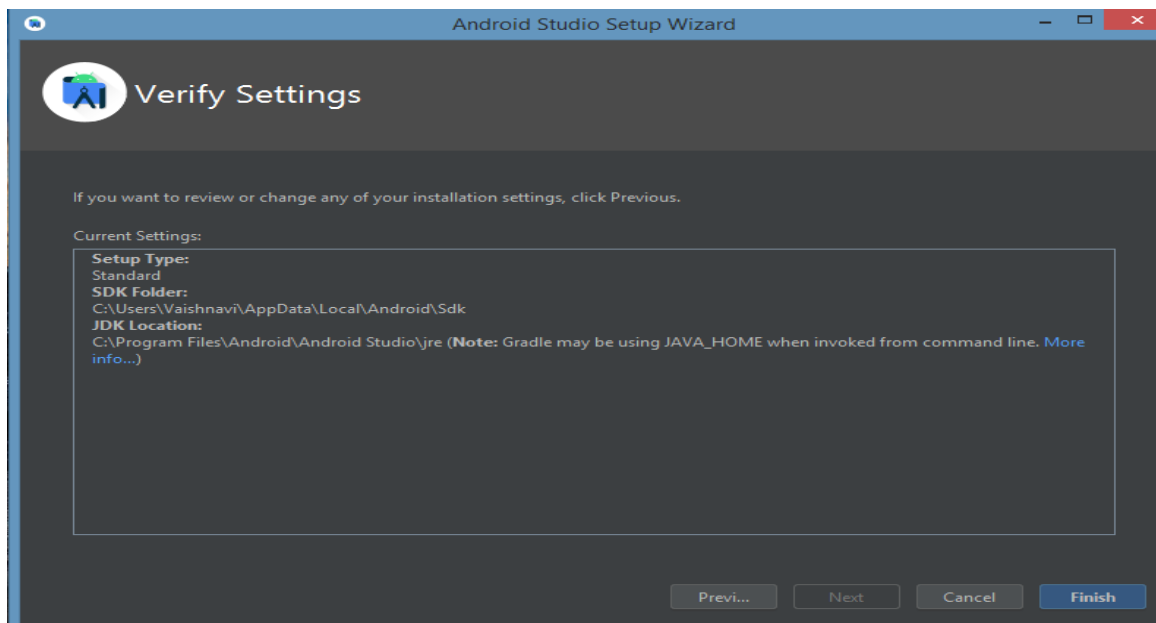 Android Studio Setup Wizard
Verify Settings
If you want to review or change any of your installation settings, click Previous.
Current Settings:
Setup Type:
Standard
SDK Folder:
C:\Users\Vaishnavi\AppData\Local\Android\Sdk
JDK Location:
C:\Program Files\Android\Android Studio\jre (Note: Gradle may be using JAVA_HOME when invoked from command line. More
info...)
Previ... Next Cancel Finish